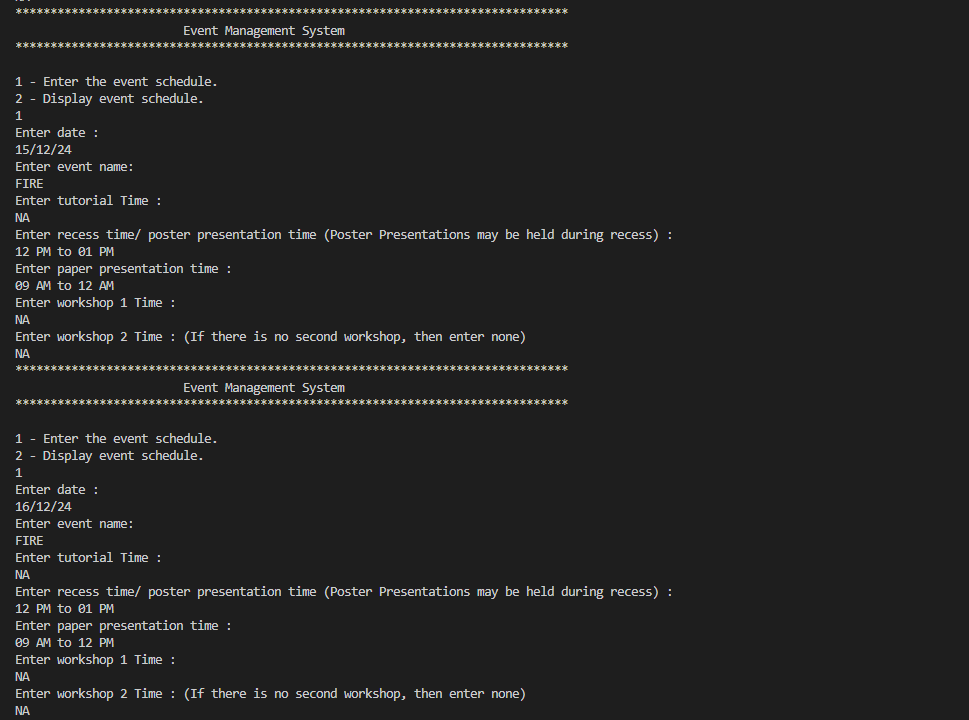 *******************************************************************************
Event Management System
*******************************************************************************
1 - Enter the event schedule.
2 - Display event schedule.
1
Enter date :
15/12/24
Enter event name:
FIRE
Enter tutorial Time :
NA
Enter recess time/ poster presentation time (Poster Presentations may be held during recess) :
12 PM to 01 PM
Enter paper presentation time :
09 AM to 12 AM
Enter workshop 1 Time :
NA
Enter workshop 2 Time : (If there is no second workshop, then enter none)
NA
*******************************************************************************
Event Management System
*******************************************************************************
1 - Enter the event schedule.
2 - Display event schedule.
1
Enter date :
16/12/24
Enter event name:
FIRE
Enter tutorial Time :
NA
Enter recess time/ poster presentation time (Poster Presentations may be held during recess) :
12 PM to 01 PM
Enter paper presentation time :
09 AM to 12 PM
Enter workshop 1 Time :
NA
Enter workshop 2 Time : (If there is no second workshop, then enter none)
NA